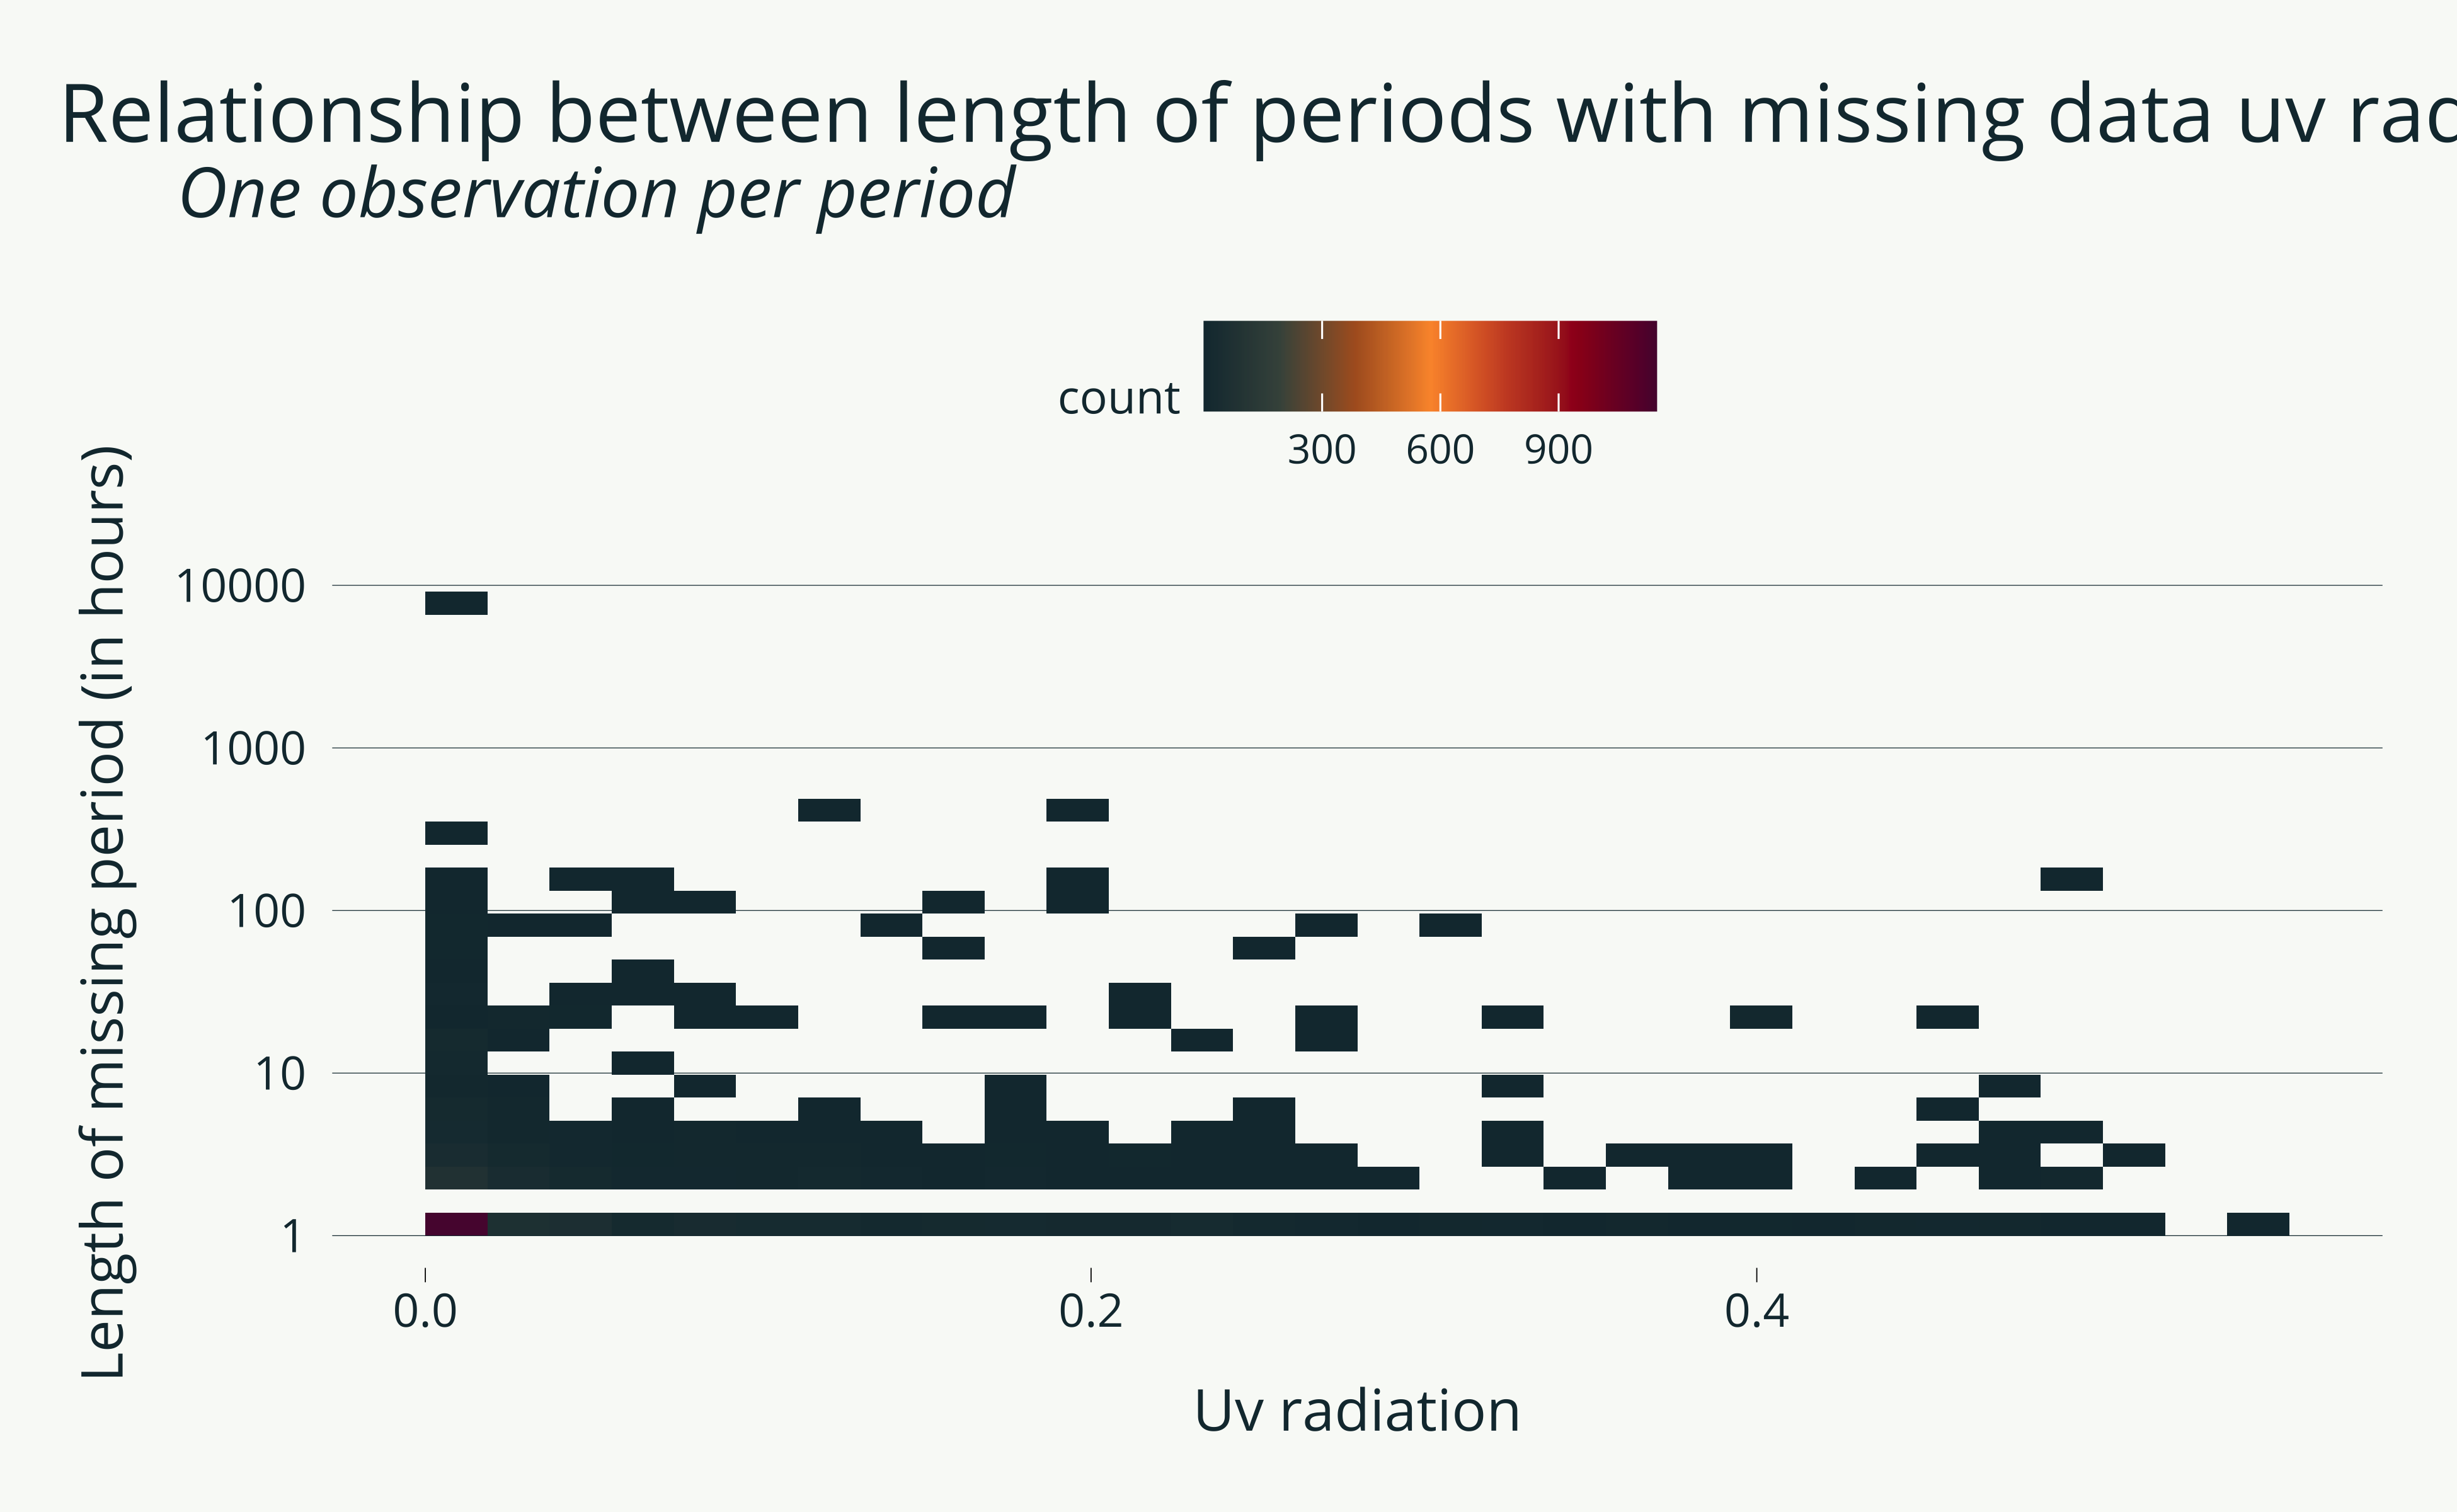 Relationship between length of periods with missing data uv rad
One observation per period
count
300 600 900
Length of missing period (in hours)
10000
1000
100
10
1
0.0 0.2 0.4
Uv radiation